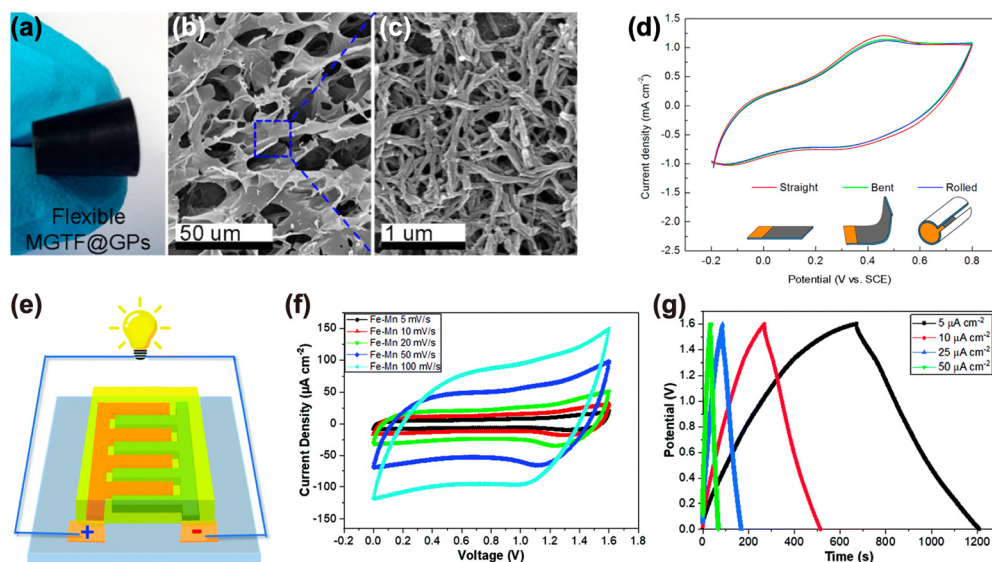 (a)
Flexible
MGTF@GPs
(b)
50 um
(c)
1 um
(d)
Current density (mA cm⁻²)
1.5
1.0
0.5
0.0
-0.5
-1.0
-1.5
-2.0
-2.5
Straight Bent Rolled
-0.2 0.0 0.2 0.4 0.6 0.8
Potential (V vs. SCE)
(e)
+ -
(f)
Current Density (µA cm⁻²)
150
100
50
0
-50
-100
-150
Fe-Mn 5 mV/s
Fe-Mn 10 mV/s
Fe-Mn 20 mV/s
Fe-Mn 50 mV/s
Fe-Mn 100 mV/s
0.0 0.2 0.4 0.6 0.8 1.0 1.2 1.4 1.6 1.8
Voltage (V)
(g)
Potential (V)
1.6
1.4
1.2
1.0
0.8
0.6
0.4
0.2
0.0
5 µA cm⁻²
10 µA cm⁻²
25 µA cm⁻²
50 µA cm⁻²
0 200 400 600 800 1000 1200
Time (s)